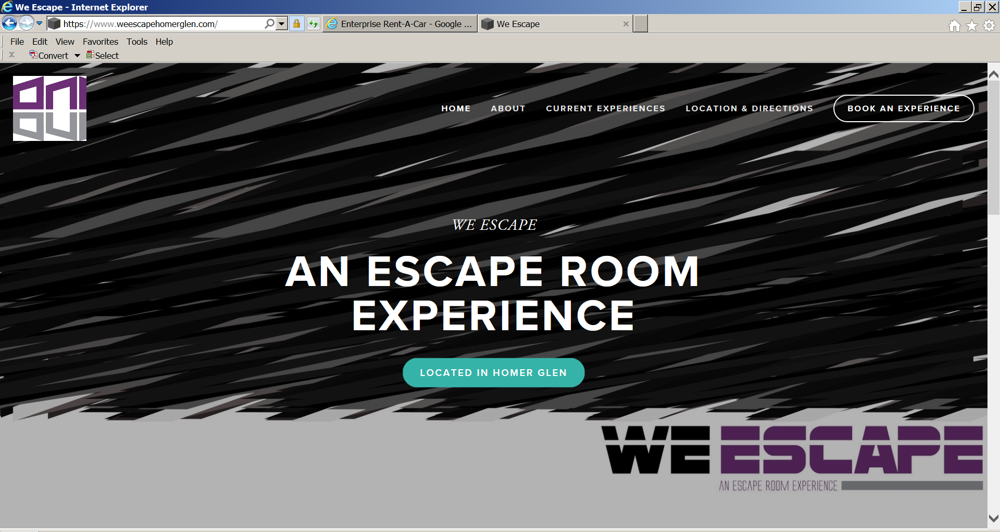 We Escape - Internet Explorer
https://www.weescapehomerglen.com/
Enterprise Rent-A-Car - Google ...
We Escape
File Edit View Favorites Tools Help
x Convert Select
HOME ABOUT CURRENT EXPERIENCES LOCATION & DIRECTIONS BOOK AN EXPERIENCE
WE ESCAPE
AN ESCAPE ROOM
EXPERIENCE
LOCATED IN HOMER GLEN
WE ESCAPE
AN ESCAPE ROOM EXPERIENCE